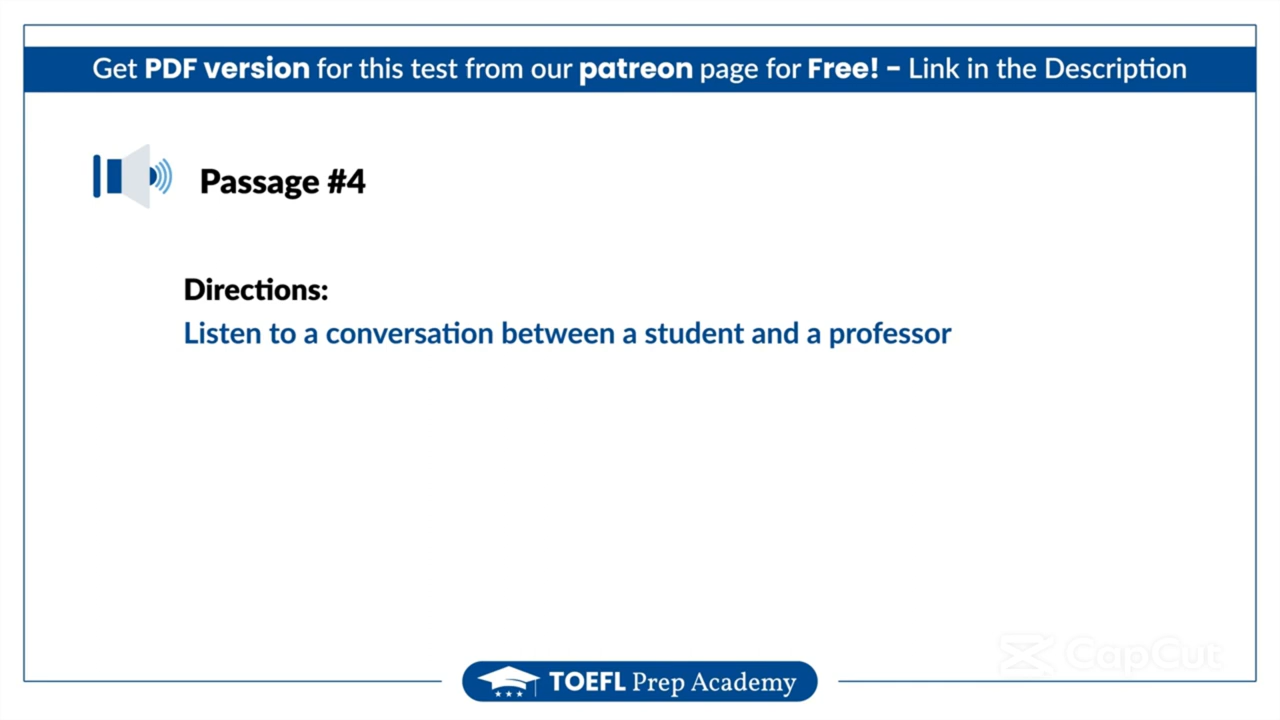 Get PDF version for this test from our patreon page for Free! – Link in the Description
Passage #4
Directions:
Listen to a conversation between a student and a professor
CapCut
TOEFL Prep Academy